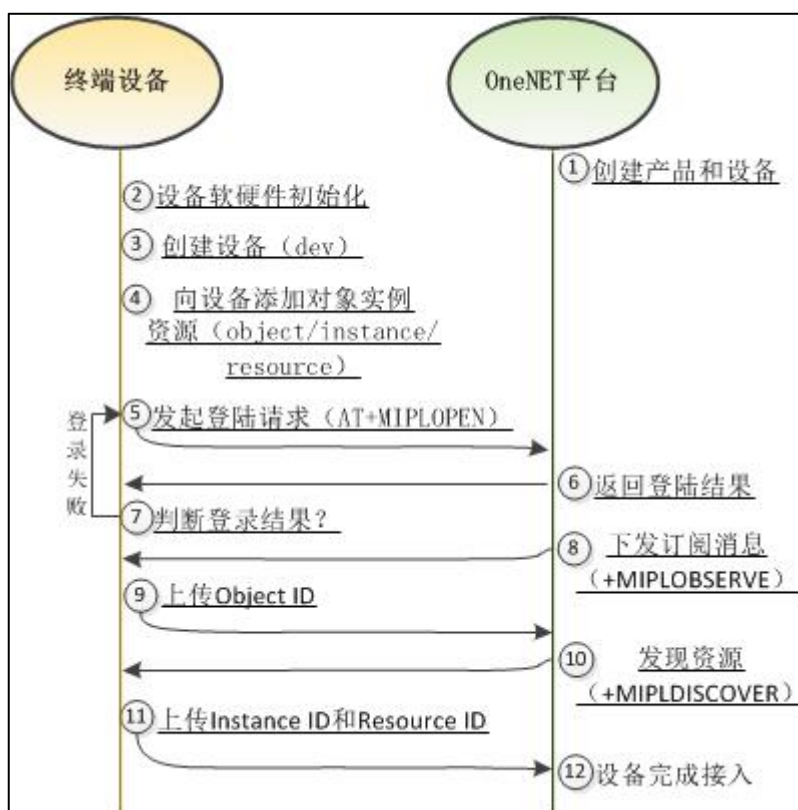 终端设备
OneNET平台
①创建产品和设备
②设备软硬件初始化
③创建设备（dev）
④向设备添加对象实例
资源（object/instance/
resource）
登录失败
⑤发起登陆请求（AT+MIPLOPEN）
⑥返回登陆结果
⑦判断登录结果?
⑧下发订阅消息
（+MIPLOBSERVE）
⑨上传Object ID
⑩发现资源
（+MIPLDISCOVER）
⑪上传Instance ID和Resource ID
⑫设备完成接入